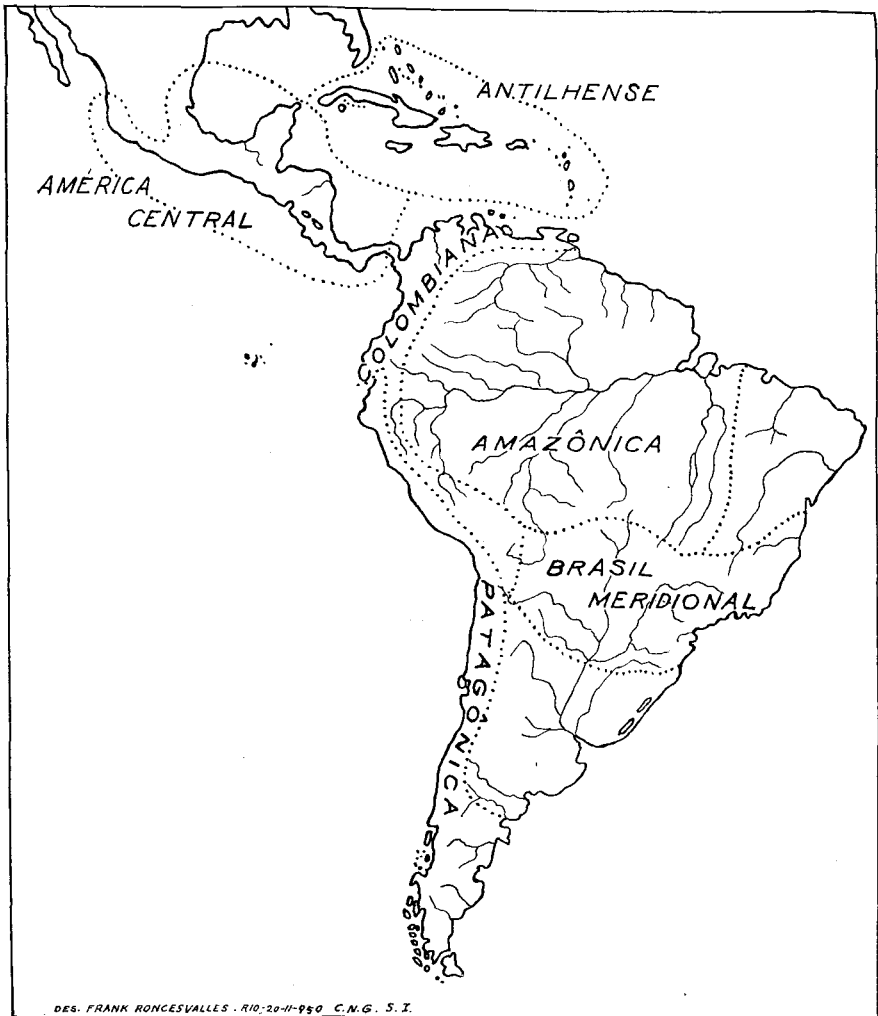 ANTILHENSE
AMÉRICA
CENTRAL
COLOMBIANA
AMAZÔNICA
BRASIL
MERIDIONAL
PATAGÔNICA
DES. FRANK RONCESVALLES . RIO-20-11-950 C.N.G. S.I.